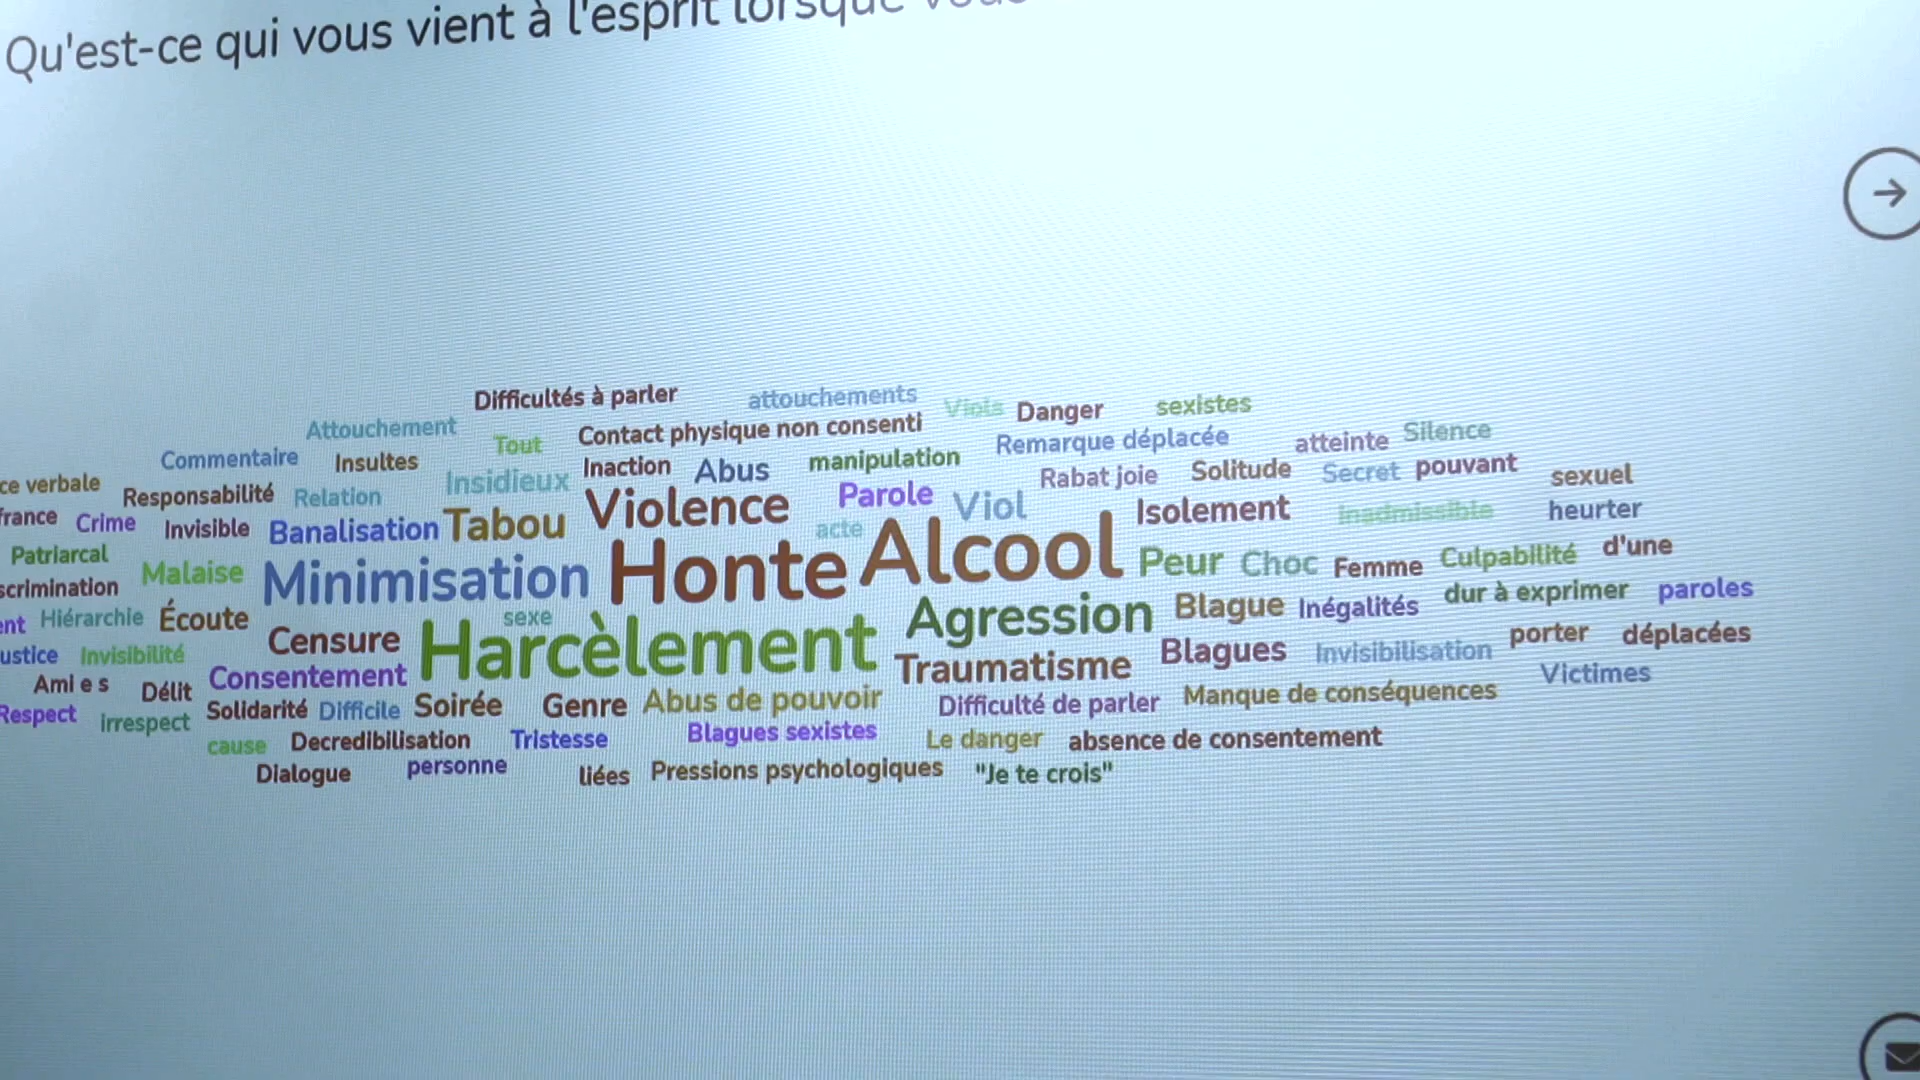 Qu'est-ce qui vous vient à l'esprit lorsque vous
Difficultés à parler attouchements Viols Danger sexistes
Attouchement Tout Contact physique non consenti Remarque déplacée atteinte Silence
Commentaire Insultes Inaction Abus manipulation Rabat joie Solitude Secret pouvant sexuel
ce verbale Responsabilité Relation Insidieux Violence Parole Viol Isolement Inadmissible heurter
france Crime Invisible Banalisation Tabou acte
Patriarcal Malaise Minimisation Honte Alcool Peur Choc Femme Culpabilité d'une
scrimination Hiérarchie Écoute sexe Agression Blague Inégalités dur à exprimer paroles
ent Censure Harcèlement Traumatisme Blagues Invisibilisation porter déplacées
ustice Invisibilité Consentement Victimes
Ami e s Délit Solidarité Difficile Soirée Genre Abus de pouvoir Difficulté de parler Manque de conséquences
Respect irrespect cause Decredibilisation Tristesse Blagues sexistes Le danger absence de consentement
Dialogue personne liées Pressions psychologiques "Je te crois"